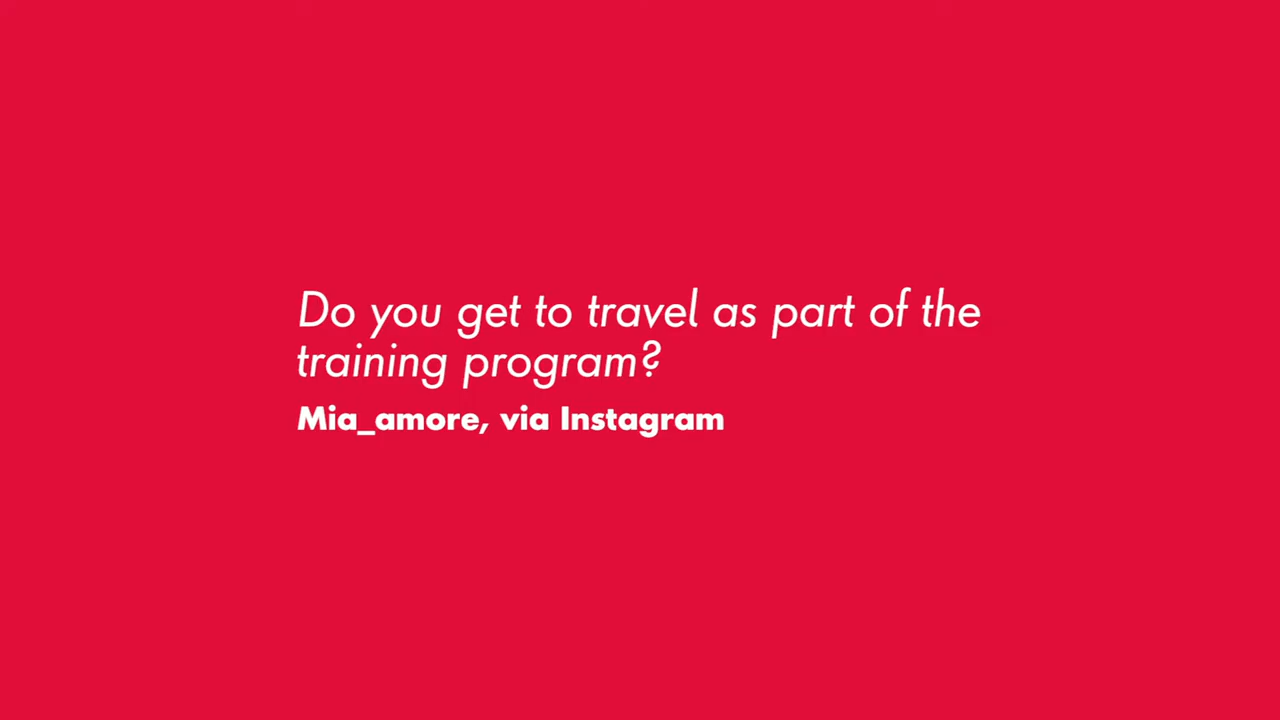 Do you get to travel as part of the
training program?
Mia_amore, via Instagram